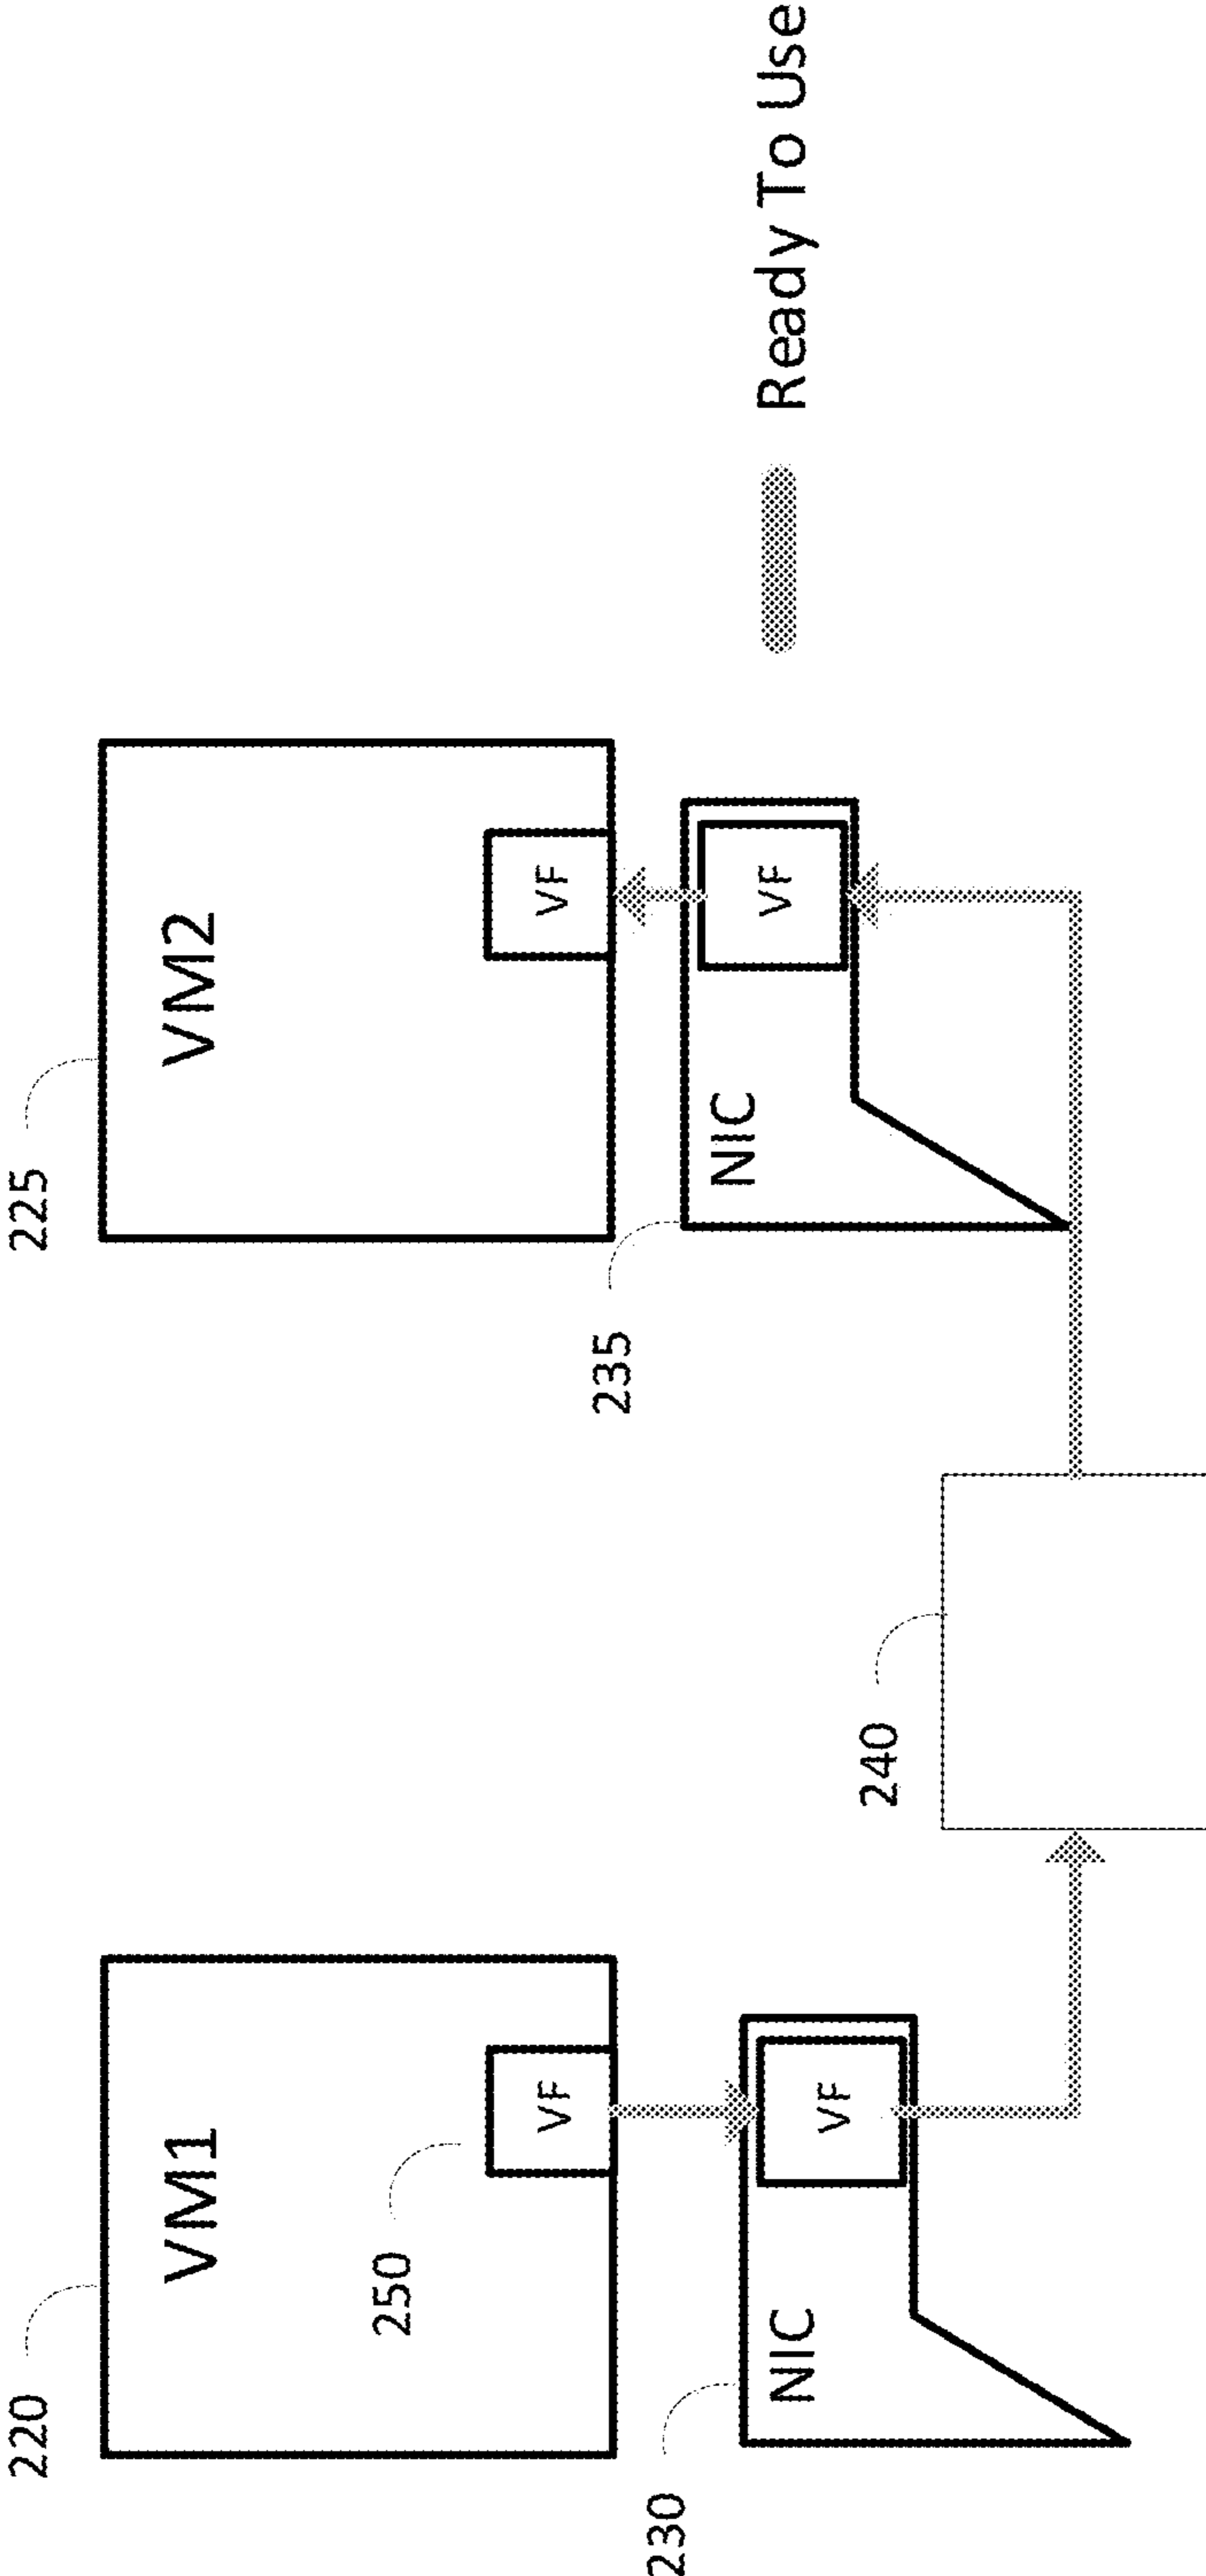 220
VM1
250
VF
230
NIC
VF
240
225
VM2
VF
235
NIC
VF
Ready To Use